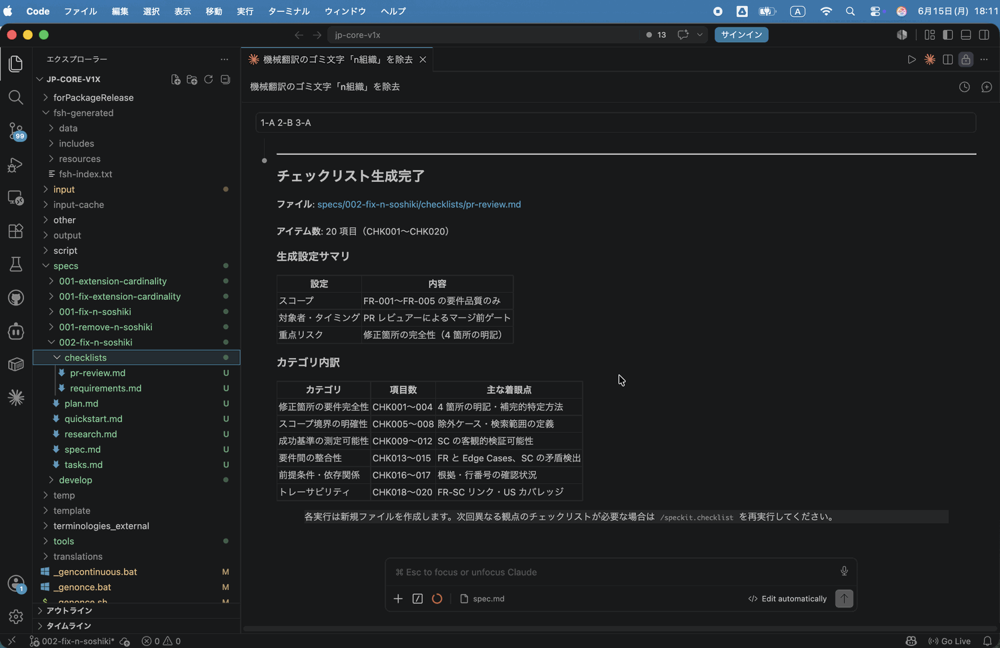 Code ファイル 編集 選択 表示 移動 実行 ターミナル ウィンドウ ヘルプ A 6月15日(月) 18:11
jp-core-v1x 13 サインイン
エクスプローラー
機械翻訳のゴミ文字「n組織」を除去
JP-CORE-V1X
機械翻訳のゴミ文字「n組織」を除去
forPackageRelease
fsh-generated
data
includes
resources
fsh-index.txt
input
input-cache
other
output
script
specs
001-extension-cardinality
001-fix-extension-cardinality
001-fix-n-soshiki
001-remove-n-soshiki
002-fix-n-soshiki
checklists
pr-review.md U
requirements.md U
plan.md U
quickstart.md U
research.md U
spec.md U
tasks.md U
develop
temp
template
terminologies_external
tools
translations
_gencontinuous.bat M
_genonce.bat M
_genonce.sh M
アウトライン
タイムライン
99
1
1-A 2-B 3-A
チェックリスト生成完了
ファイル: specs/002-fix-n-soshiki/checklists/pr-review.md
アイテム数: 20 項目（CHK001〜CHK020）
生成設定サマリ
設定 内容
スコープ FR-001〜FR-005 の要件品質のみ
対象者・タイミング PR レビュアーによるマージ前ゲート
重点リスク 修正箇所の完全性（4 箇所の明記）
カテゴリ内訳
カテゴリ 項目数 主な着眼点
修正箇所の要件完全性 CHK001〜004 4 箇所の明記・補完的特定方法
スコープ境界の明確性 CHK005〜008 除外ケース・検索範囲の定義
成功基準の測定可能性 CHK009〜012 SC の客観的検証可能性
要件間の整合性 CHK013〜015 FR と Edge Cases、SC の矛盾検出
前提条件・依存関係 CHK016〜017 根拠・行番号の確認状況
トレーサビリティ CHK018〜020 FR-SC リンク・US カバレッジ
各実行は新規ファイルを作成します。次回異なる観点のチェックリストが必要な場合は /speckit.checklist を再実行してください。
⌘ Esc to focus or unfocus Claude
spec.md </> Edit automatically
002-fix-n-soshiki* 0 0 Go Live